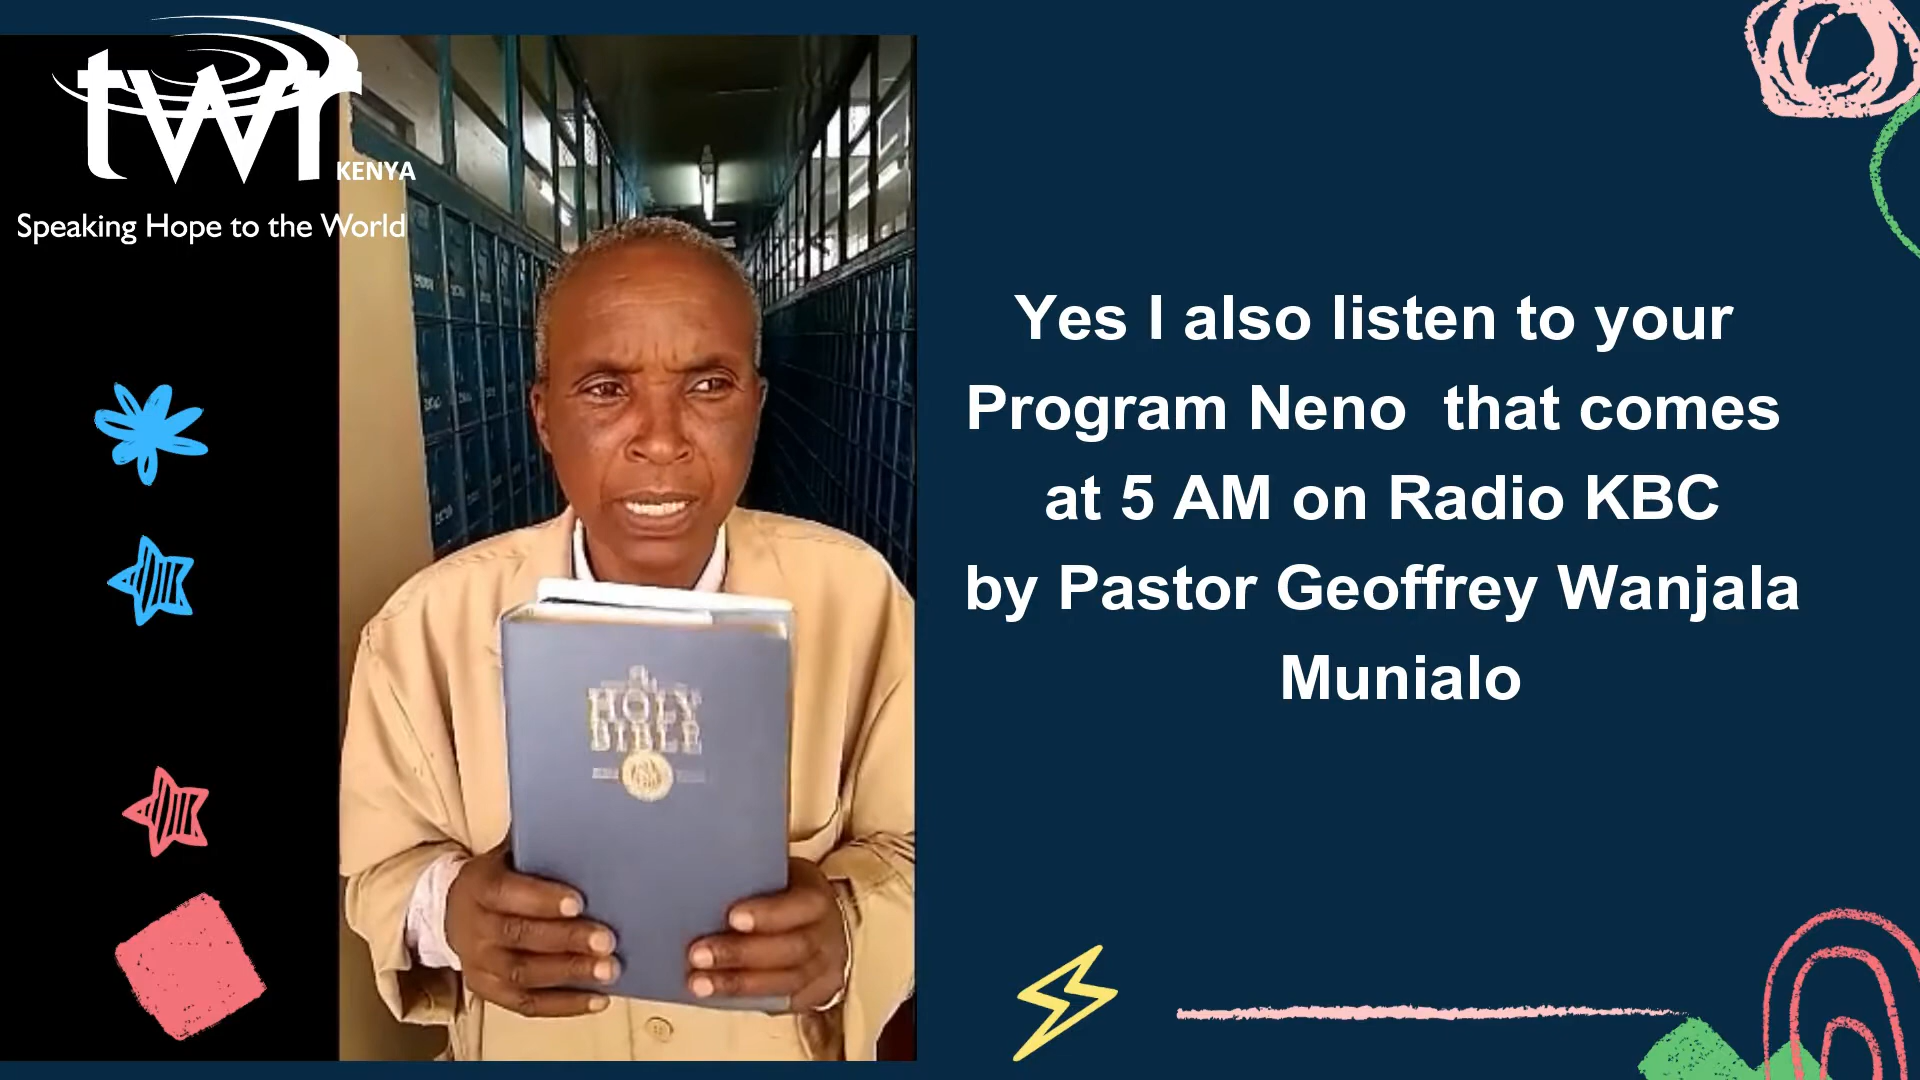 twr
KENYA
Speaking Hope to the World
Yes I also listen to your
Program Neno  that comes
at 5 AM on Radio KBC
by Pastor Geoffrey Wanjala
Munialo
HOLY
BIBLE